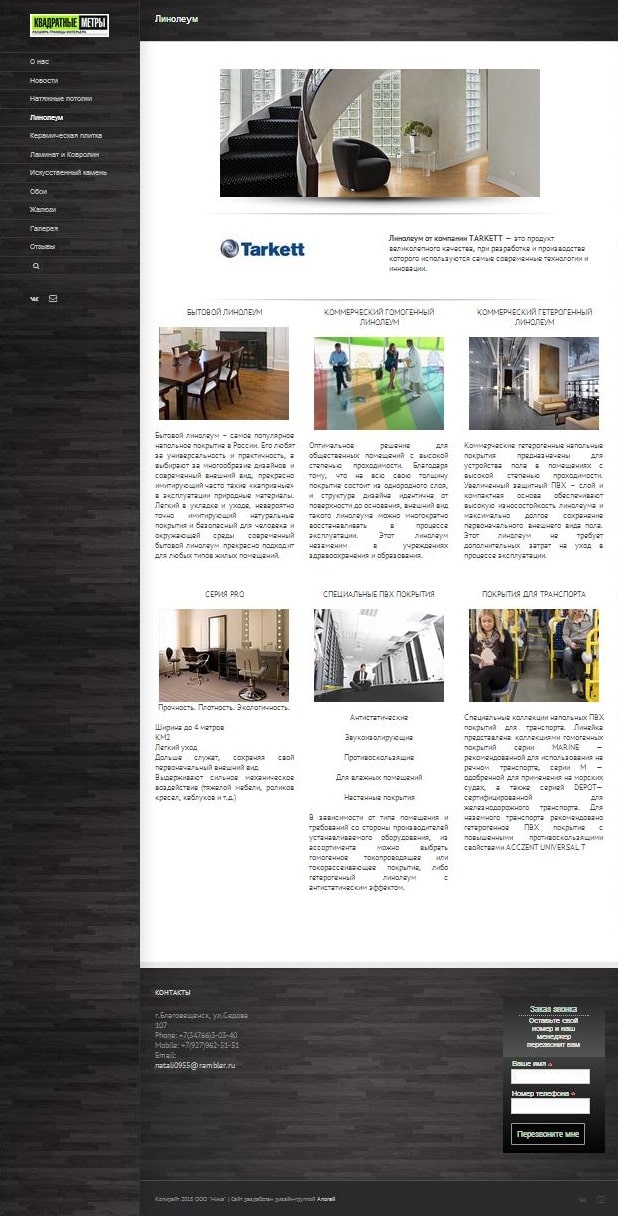 КВАДРАТНЫЕ МЕТРЫ
РАСШИРЬ ГРАНИЦЫ ИНТЕРЬЕРА
О нас
Новости
Натяжные потолки
Линолеум
Керамическая плитка
Ламинат и Ковролин
Искусственный камень
Обои
Жалюзи
Галерея
Отзывы
Линолеум
Tarkett
Линолеум от компании TARKETT — это продукт
великолепного качества, при разработке и производстве
которого используются самые современные технологии и
инновации.
БЫТОВОЙ ЛИНОЛЕУМ
Бытовой линолеум – самое популярное
напольное покрытие в России. Его любят
за универсальность и практичность, а
выбирают за многообразие дизайнов и
современный внешний вид, прекрасно
имитирующий часто такие «капризные»
в эксплуатации природные материалы.
Легкий в укладке и уходе, невероятно
точно имитирующий натуральные
покрытия и безопасный для человека и
окружающей среды современный
бытовой линолеум прекрасно подходит
для любых типов жилых помещений.
КОММЕРЧЕСКИЙ ГОМОГЕННЫЙ
ЛИНОЛЕУМ
Оптимальное решение для
общественных помещений с высокой
степенью проходимости. Благодаря
тому, что на всю свою толщину
покрытие состоит из однородного слоя,
и структура дизайна идентична от
поверхности до основания, внешний вид
такого линолеума можно многократно
восстанавливать в процессе
эксплуатации. Этот линолеум
незаменим в учреждениях
здравоохранения и образования.
КОММЕРЧЕСКИЙ ГЕТЕРОГЕННЫЙ
ЛИНОЛЕУМ
Коммерческие гетерогенные напольные
покрытия предназначены для
устройства пола в помещениях с
высокой степенью проходимости.
Увеличенный защитный ПВХ – слой и
компактная основа обеспечивают
высокую износостойкость линолеума и
максимально долгое сохранение
первоначального внешнего вида пола.
Этот линолеум не требует
дополнительных затрат на уход в
процессе эксплуатации.
СЕРИЯ PRO
Прочность. Плотность. Экологичность.
Ширина до 4 метров
КМ2
Легкий уход
Дольше служат, сохраняя свой
первоначальный внешний вид
Выдерживают сильное механическое
воздействие (тяжелой мебели, роликов
кресел, каблуков и т.д.)
СПЕЦИАЛЬНЫЕ ПВХ ПОКРЫТИЯ
Антистатические
Звукоизолирующие
Противоскользящие
Для влажных помещений
Настенные покрытия
В зависимости от типа помещения и
требований со стороны производителей
устанавливаемого оборудования, из
ассортимента можно выбрать
гомогенное токопроводящее или
токорассеивающее покрытие, либо
гетерогенный линолеум с
антистатическим эффектом.
ПОКРЫТИЯ ДЛЯ ТРАНСПОРТА
Специальные коллекции напольных ПВХ
покрытий для транспорта. Линейка
представлена коллекциями гомогенных
покрытий серии MARINE —
рекомендованной для использования на
речном транспорте, серии М —
одобренной для применения на морских
судах, а также серией DEPOT—
сертифицированной для
железнодорожного транспорта. Для
наземного транспорта рекомендовано
гетерогенное ПВХ покрытие с
повышенными противоскользящими
свойствами ACCZENT UNIVERSAL T
КОНТАКТЫ
г.Благовещенск, ул.Седова
107
Phone: +7(34766)3-03-40
Mobile: +7(927)962-51-51
Email:
natali0955@rambler.ru
Заказ звонка
Оставьте свой
номер и наш
менеджер
перезвонит вам
Ваше имя
Номер телефона
Перезвоните мне
Копирайт 2015 ООО "Ника" | Сайт разработан дизайн-группой Апогей